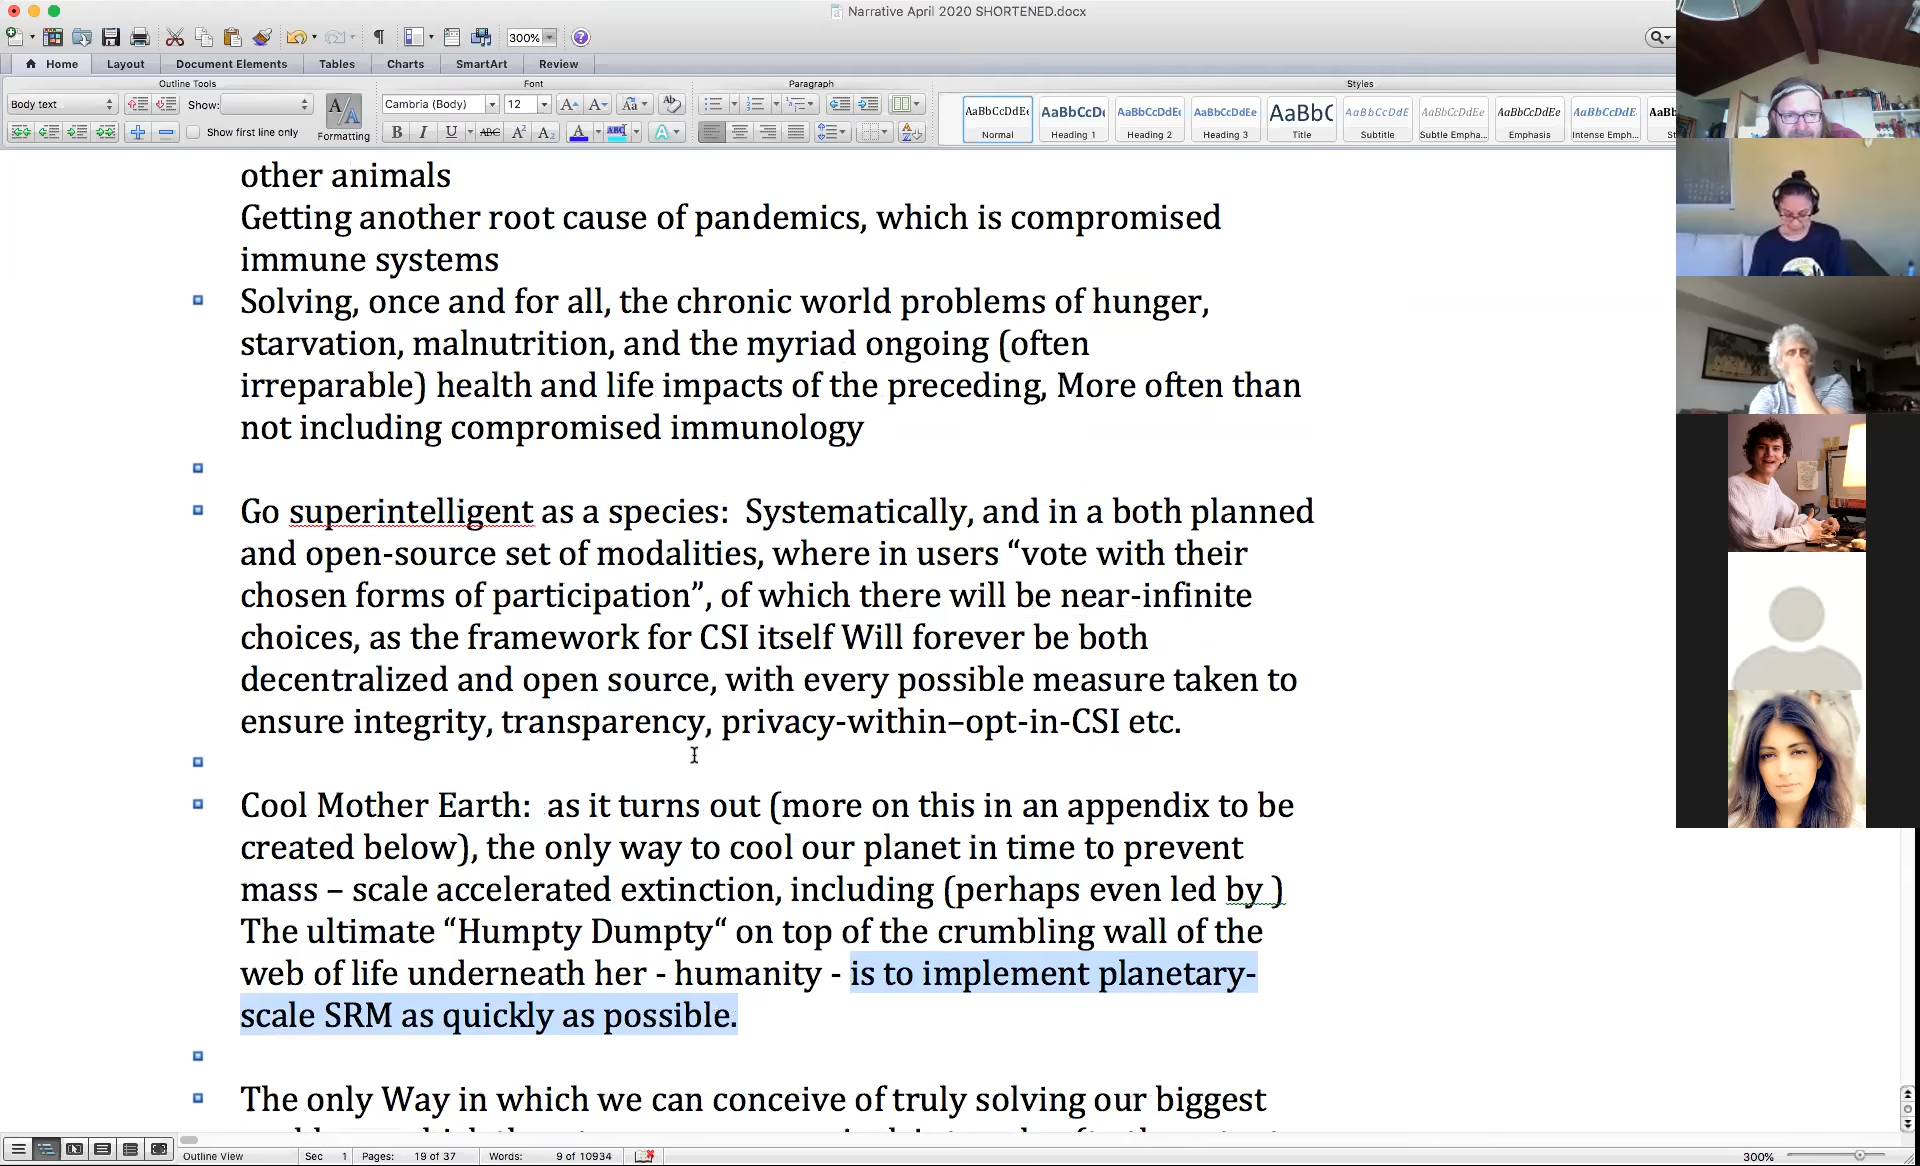 Narrative April 2020 SHORTENED.docx
300%
Home Layout Document Elements Tables Charts SmartArt Review
Outline Tools Font Paragraph Styles
Body text Show: Cambria (Body) 12
AaBbCcDdEe AaBbCcDc AaBbCcDdEe AaBbCcDdEe AaBbC AaBbCcDdE AaBbCcDdEe AaBbCcDdEe AaBbCcDdE AaBb
Show first line only Formatting
Normal Heading 1 Heading 2 Heading 3 Title Subtitle Subtle Empha... Emphasis Intense Emph... St
other animals
Getting another root cause of pandemics, which is compromised
immune systems
Solving, once and for all, the chronic world problems of hunger,
starvation, malnutrition, and the myriad ongoing (often
irreparable) health and life impacts of the preceding, More often than
not including compromised immunology
Go superintelligent as a species:  Systematically, and in a both planned
and open-source set of modalities, where in users “vote with their
chosen forms of participation”, of which there will be near-infinite
choices, as the framework for CSI itself Will forever be both
decentralized and open source, with every possible measure taken to
ensure integrity, transparency, privacy-within–opt-in-CSI etc.
Cool Mother Earth:  as it turns out (more on this in an appendix to be
created below), the only way to cool our planet in time to prevent
mass – scale accelerated extinction, including (perhaps even led by )
The ultimate “Humpty Dumpty“ on top of the crumbling wall of the
web of life underneath her - humanity - is to implement planetary-
scale SRM as quickly as possible.
The only Way in which we can conceive of truly solving our biggest
Outline View Sec 1 Pages: 19 of 37 Words: 9 of 10934 300%